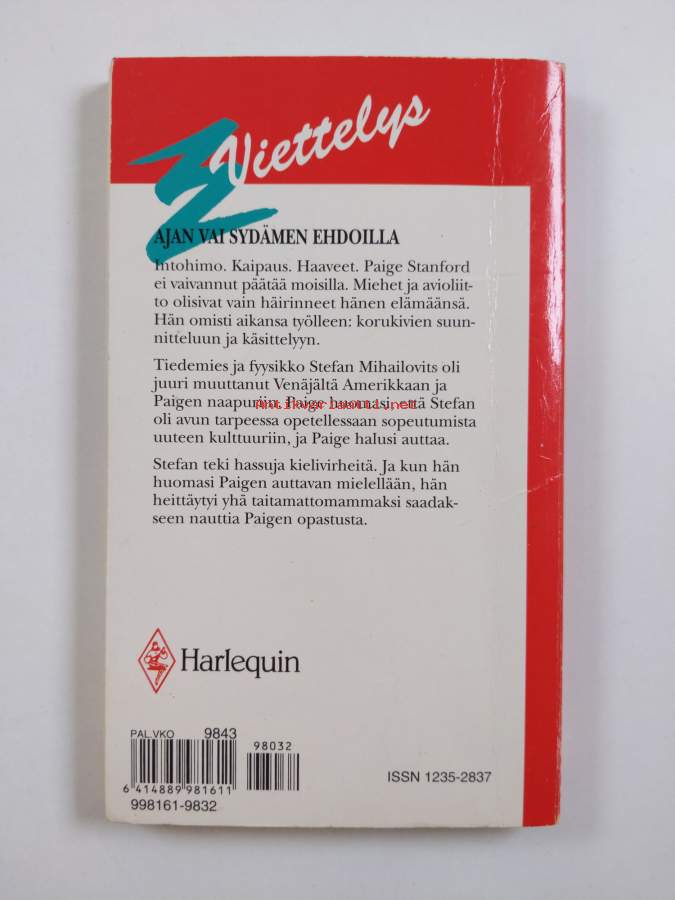 Viettelys
AJAN VAI SYDÄMEN EHDOILLA
Intohimo. Kaipaus. Haaveet. Paige Stanford
ei vaivannut päätää moisilla. Miehet ja avioliit-
to olisivat vain häirinneet hänen elämäänsä.
Hän omisti aikansa työlleen: korukivien suun-
nitteluun ja käsittelyyn.
Tiedemies ja fyysikko Stefan Mihailovits oli
juuri muuttanut Venäjältä Amerikkaan ja
Paigen naapuriin. Paige huomasi, että Stefan
antikvariaatti.net
oli avun tarpeessa opetellessaan sopeutumista
uuteen kulttuuriin, ja Paige halusi auttaa.
Stefan teki hassuja kielivirheitä. Ja kun hän
huomasi Paigen auttavan mielellään, hän
heittäytyi yhä taitamattomammaksi saadak-
seen nauttia Paigen opastusta.
Harlequin
PAL.VKO 9843
98032
6 414889 981611
998161-9832
ISSN 1235-2837